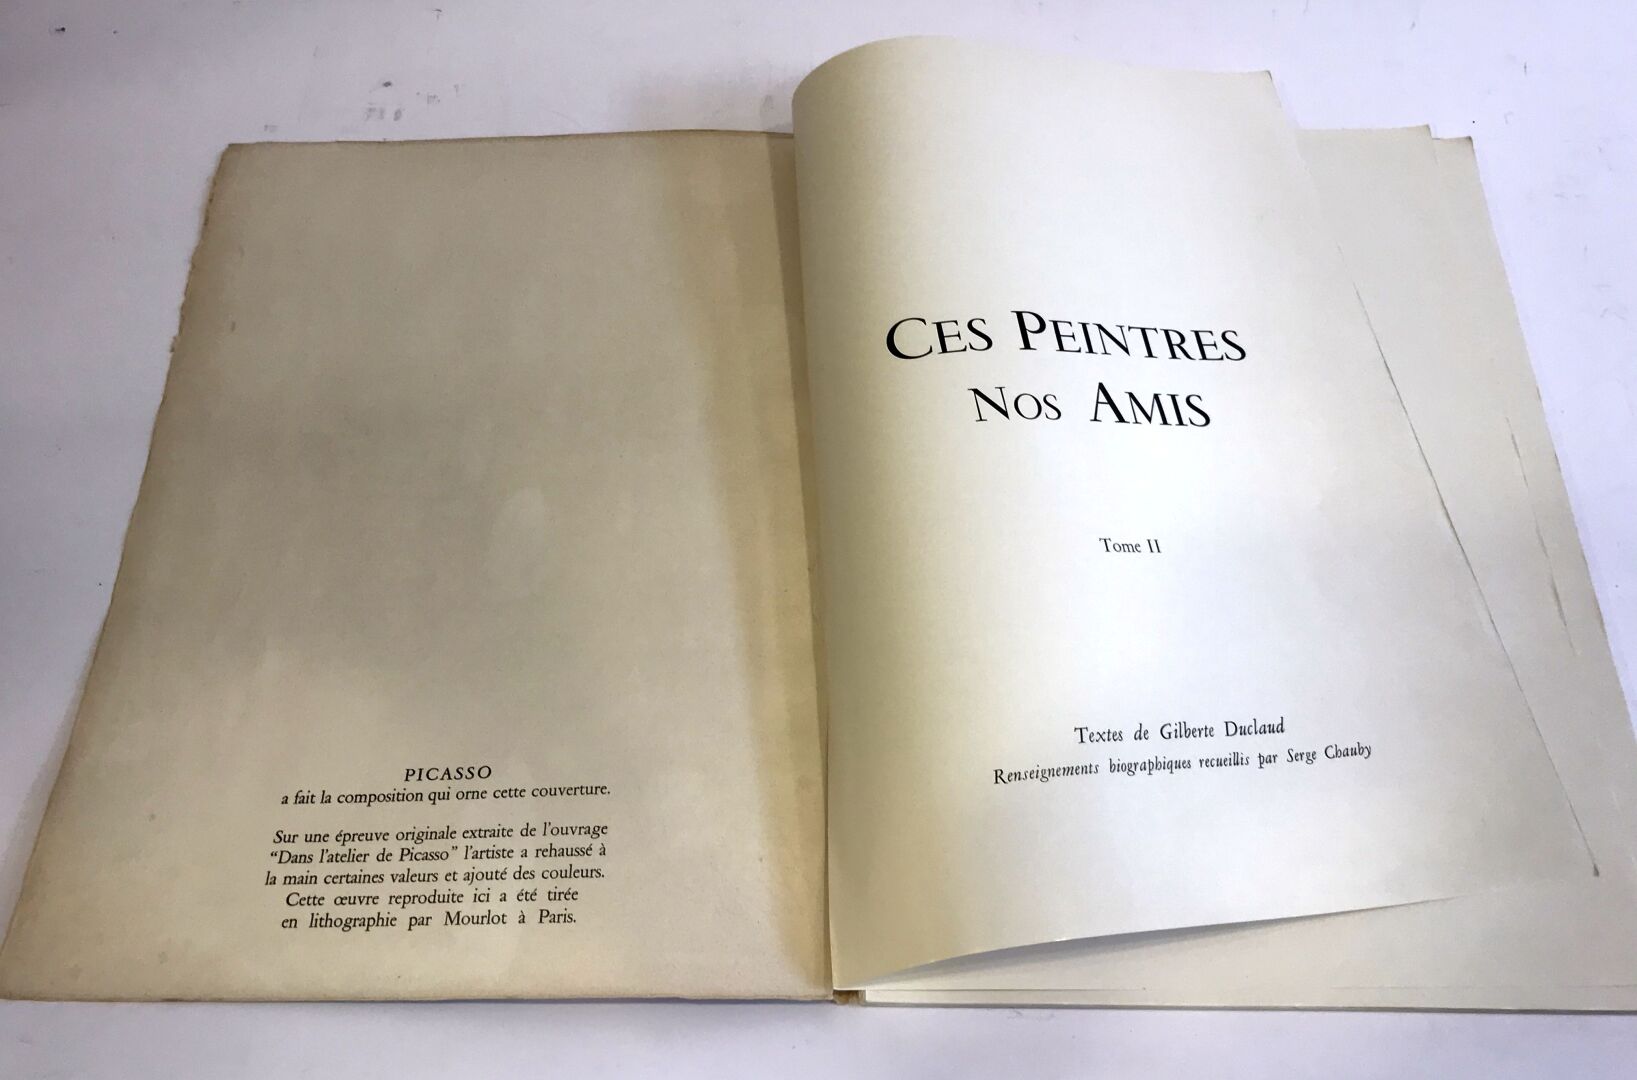 PICASSO
a fait la composition qui orne cette couverture.
Sur une épreuve originale extraite de l'ouvrage
“Dans l'atelier de Picasso” l'artiste a rehaussé à
la main certaines valeurs et ajouté des couleurs.
Cette œuvre reproduite ici a été tirée
en lithographie par Mourlot à Paris.
CES PEINTRES
NOS AMIS
Tome II
Textes de Gilberte Duclaud
Renseignements biographiques recueillis par Serge Chauby